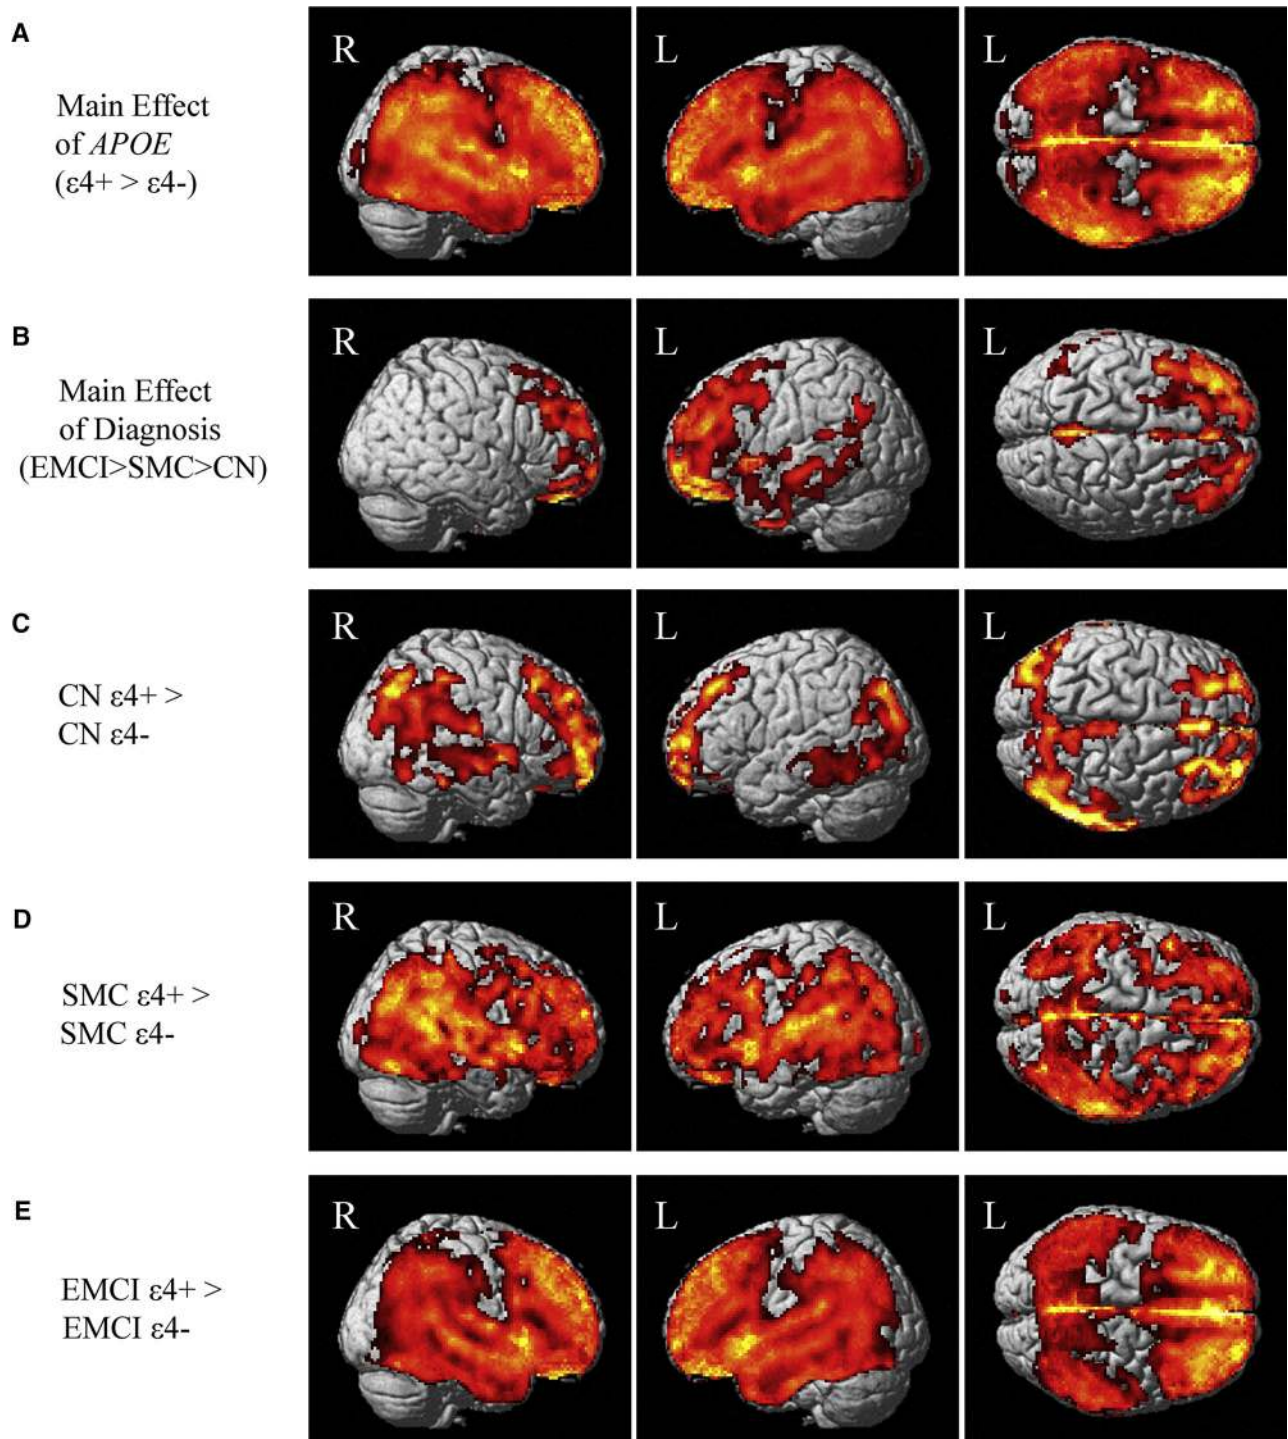 A
Main Effect
of APOE
(ε4+ > ε4-)
R
L
L
B
Main Effect
of Diagnosis
(EMCI>SMC>CN)
R
L
L
C
CN ε4+ >
CN ε4-
R
L
L
D
SMC ε4+ >
SMC ε4-
R
L
L
E
EMCI ε4+ >
EMCI ε4-
R
L
L